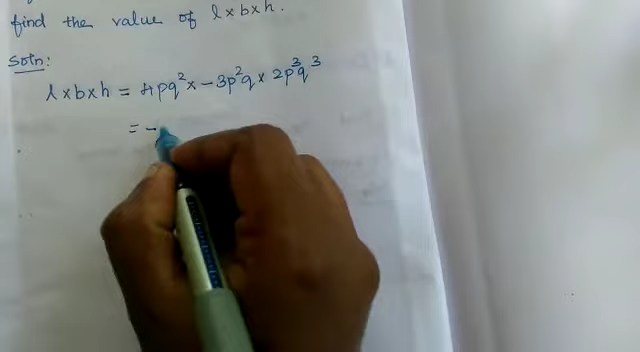 find the value of l×b×h.
Soln:
l×b×h = 4pq²×-3p²q×2p³q³
= -